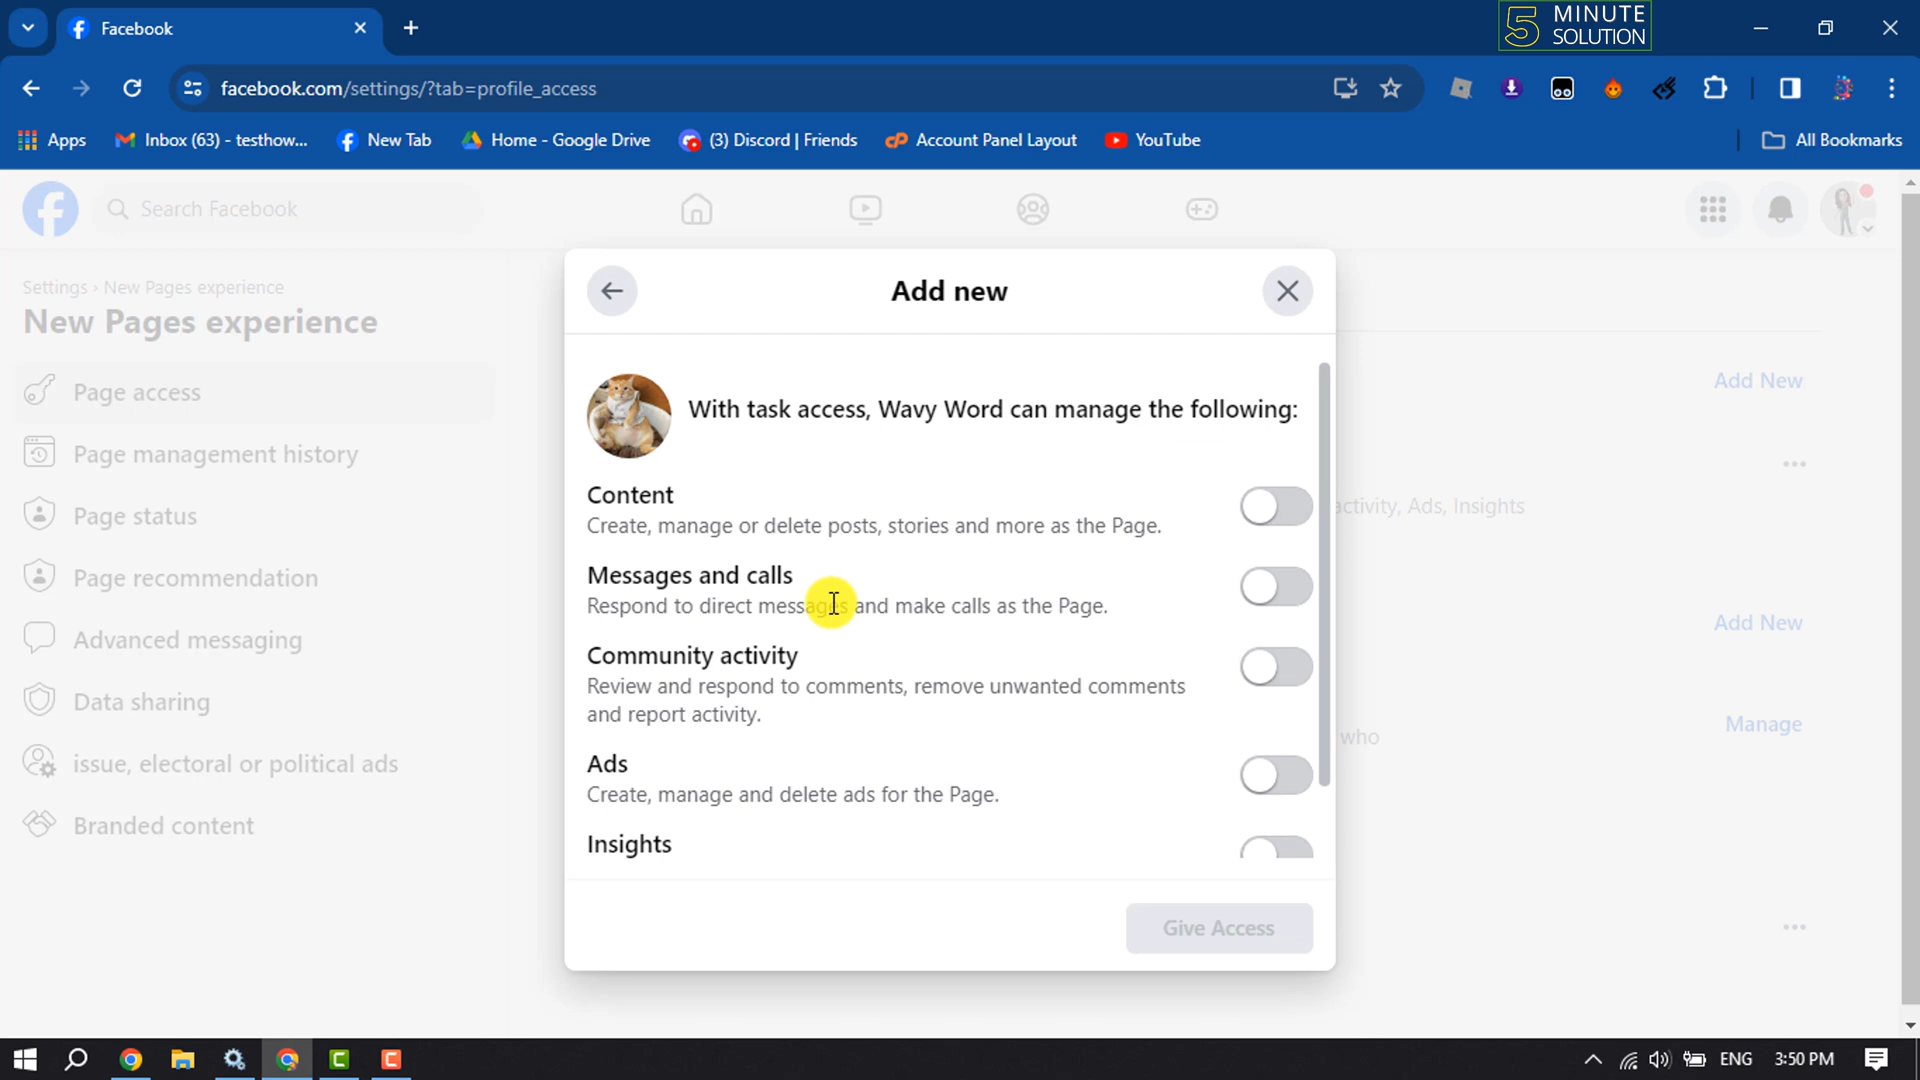 Facebook
5 MINUTE SOLUTION
facebook.com/settings/?tab=profile_access
Apps
Inbox (63) - testhow...
New Tab
Home - Google Drive
(3) Discord | Friends
Account Panel Layout
YouTube
All Bookmarks
Search Facebook
Settings › New Pages experience
New Pages experience
Page access
Page management history
Page status
Page recommendation
Advanced messaging
Data sharing
issue, electoral or political ads
Branded content
Add new
With task access, Wavy Word can manage the following:
Content
Create, manage or delete posts, stories and more as the Page.
Messages and calls
Respond to direct messages and make calls as the Page.
Community activity
Review and respond to comments, remove unwanted comments
and report activity.
Ads
Create, manage and delete ads for the Page.
Insights
Give Access
Add New
activity, Ads, Insights
Add New
Manage
who
ENG
3:50 PM